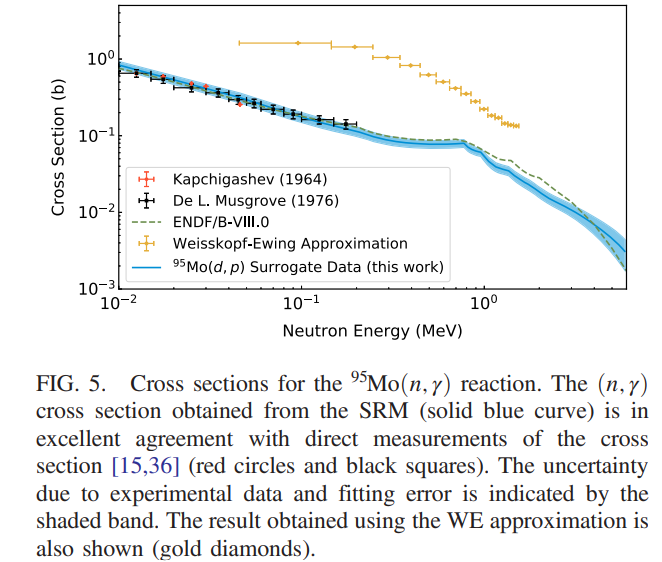 10⁰
10⁻¹
10⁻²
10⁻³
Cross Section (b)
Kapchigashev (1964)
De L. Musgrove (1976)
ENDF/B-VIII.0
Weisskopf-Ewing Approximation
⁹⁵Mo(d, p) Surrogate Data (this work)
10⁻² 10⁻¹ 10⁰
Neutron Energy (MeV)
FIG. 5. Cross sections for the ⁹⁵Mo(n, γ) reaction. The (n, γ)
cross section obtained from the SRM (solid blue curve) is in
excellent agreement with direct measurements of the cross
section [15,36] (red circles and black squares). The uncertainty
due to experimental data and fitting error is indicated by the
shaded band. The result obtained using the WE approximation is
also shown (gold diamonds).